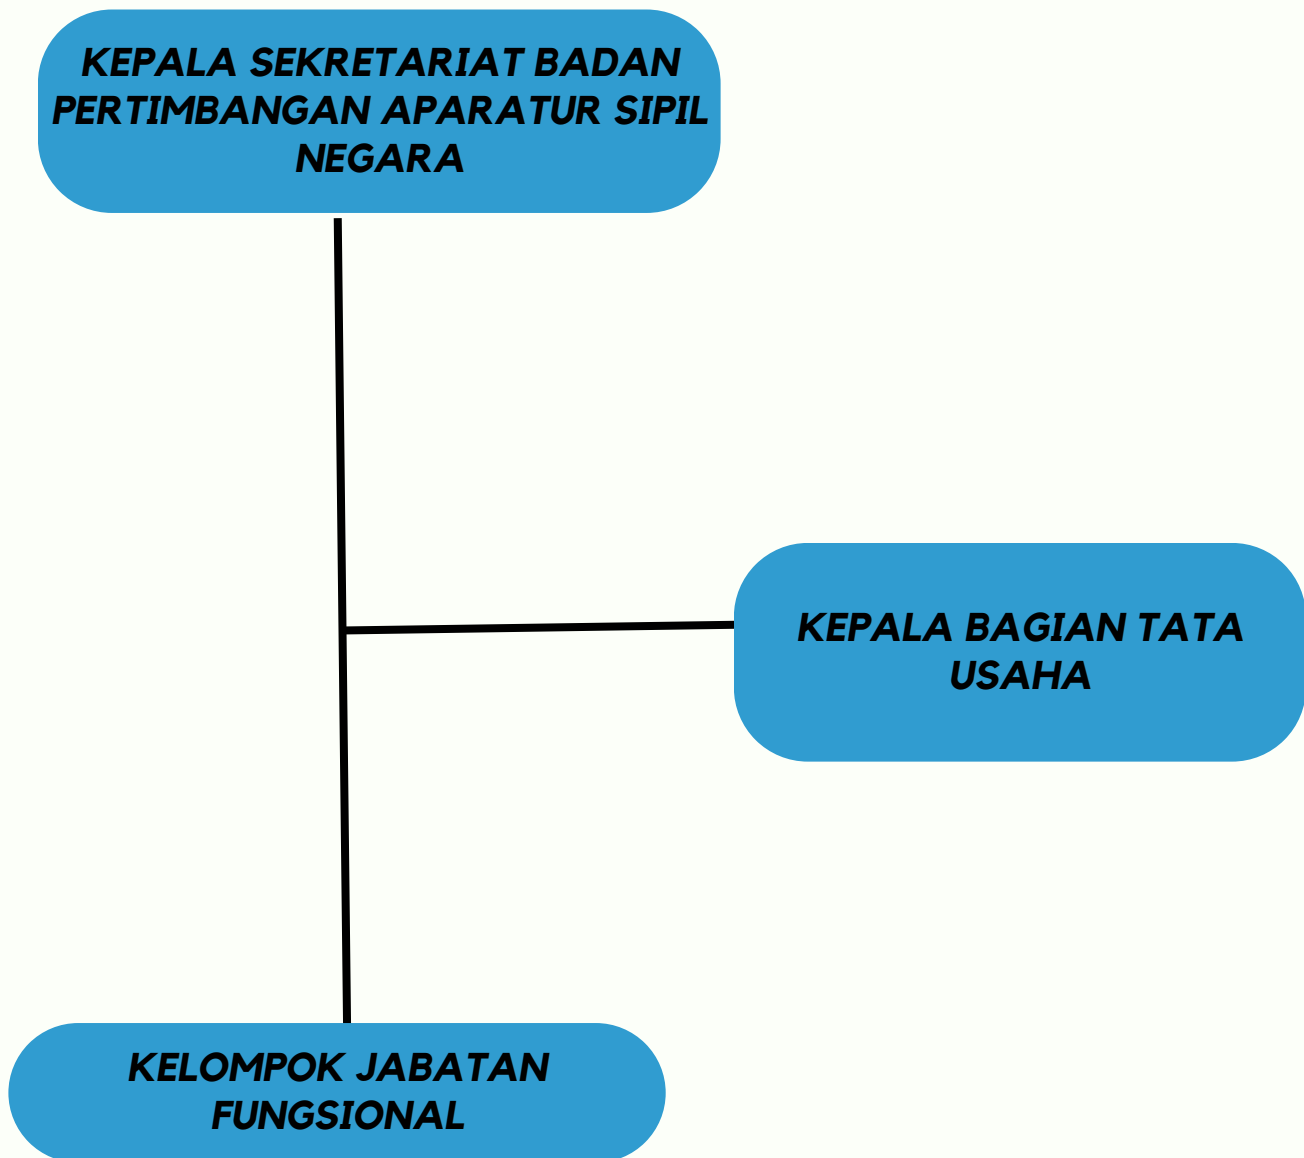 KEPALA SEKRETARIAT BADAN
PERTIMBANGAN APARATUR SIPIL
NEGARA
KEPALA BAGIAN TATA
USAHA
KELOMPOK JABATAN
FUNGSIONAL